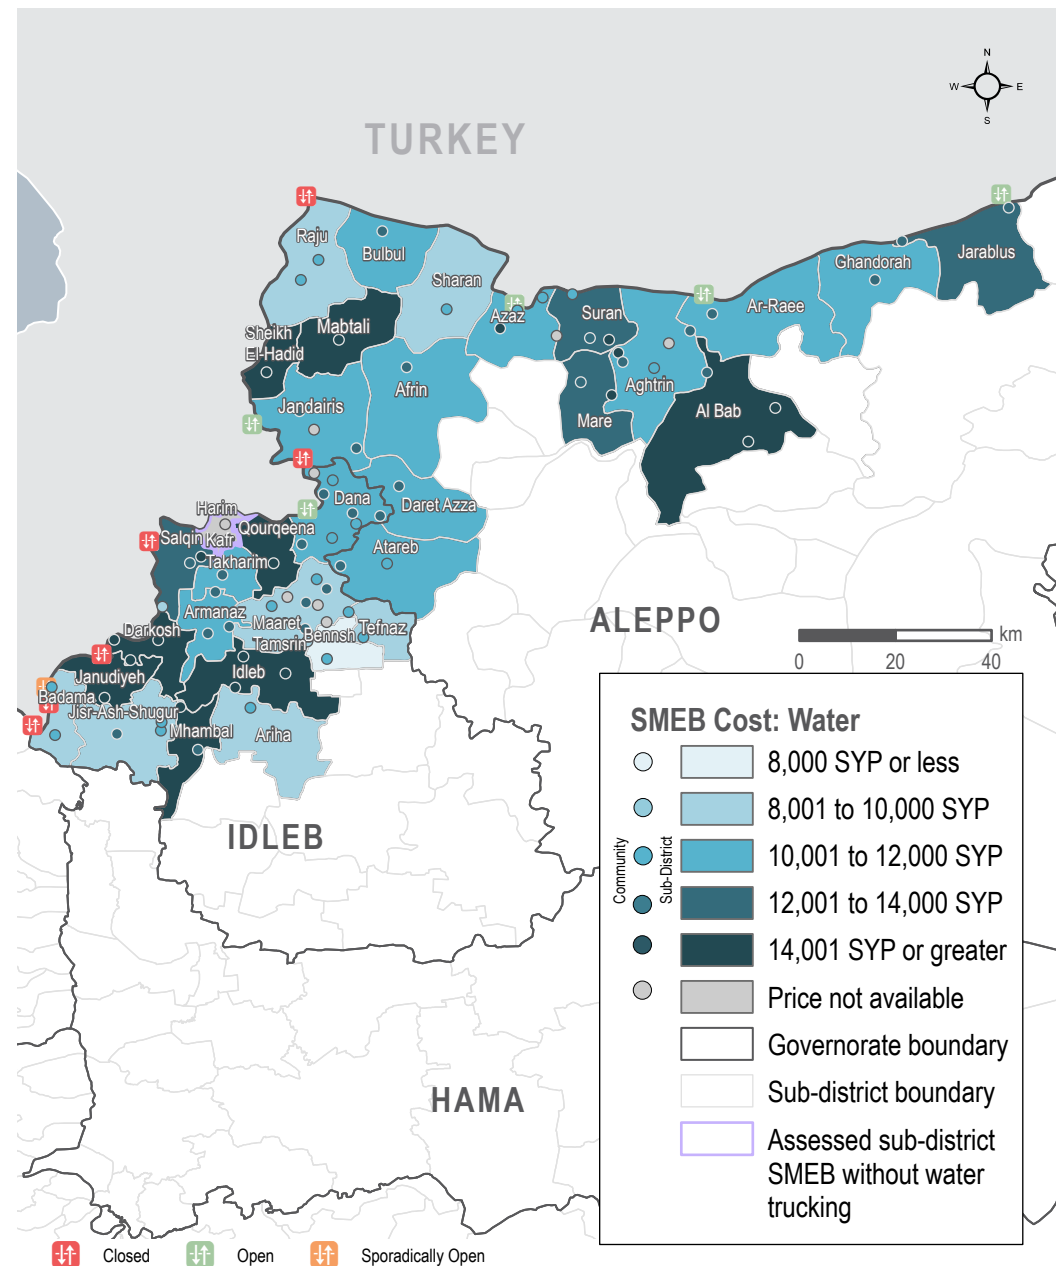 N
W E
S
TURKEY
Raju
Bulbul
Sharan
Jarablus
Ghandorah
Ar-Raee
Azaz
Suran
Sheikh
El-Hadid
Mabtali
Afrin
Aghtrin
Jandairis
Mare
Al Bab
Dana
Daret Azza
Harim
Qourqeena
Salqin
Kafr
Takharim
Atareb
Armanaz
ALEPPO
Maaret
Tamsrin
Bennsh
Tefnaz
Darkosh
km
0 20 40
Janudiyeh
Idleb
Badama
Jisr-Ash-Shugur
Mhambal
Ariha
IDLEB
HAMA
SMEB Cost: Water
Community
Sub-District
8,000 SYP or less
8,001 to 10,000 SYP
10,001 to 12,000 SYP
12,001 to 14,000 SYP
14,001 SYP or greater
Price not available
Governorate boundary
Sub-district boundary
Assessed sub-district
SMEB without water
trucking
Closed Open Sporadically Open